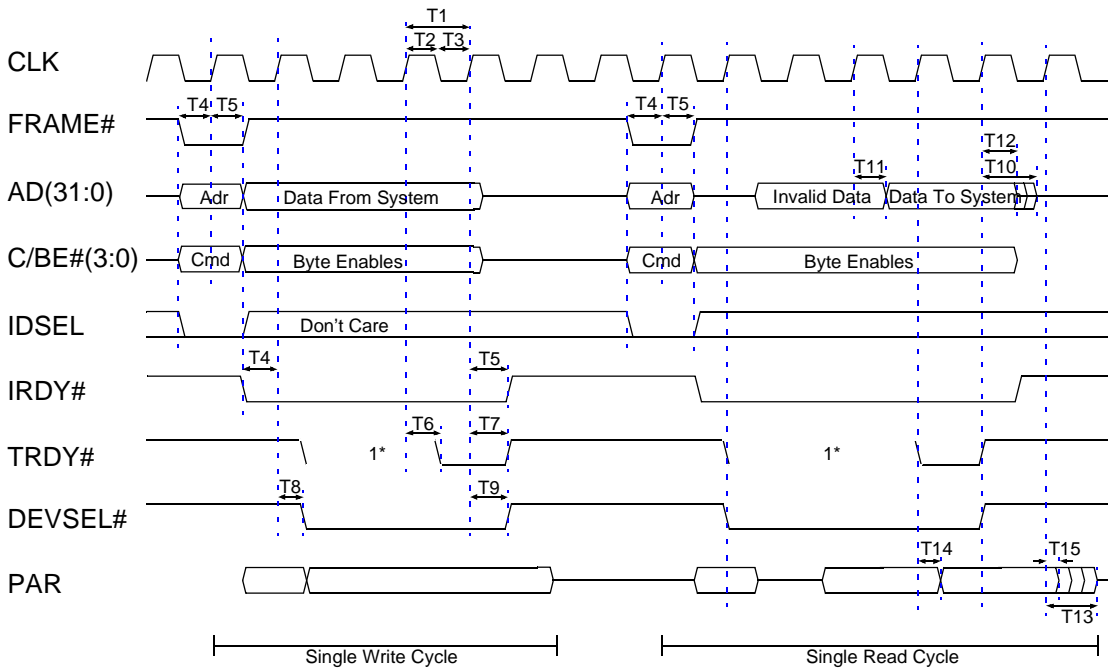 T1
T2 T3
CLK
T4 T5 T4 T5
FRAME#
T12
T11 T10
AD(31:0) Adr Data From System Adr Invalid Data Data To System
C/BE#(3:0) Cmd Byte Enables Cmd Byte Enables
IDSEL Don't Care
T4 T5
IRDY#
T6 T7
TRDY# 1* 1*
T8 T9
DEVSEL#
T14 T15
PAR
T13
Single Write Cycle Single Read Cycle